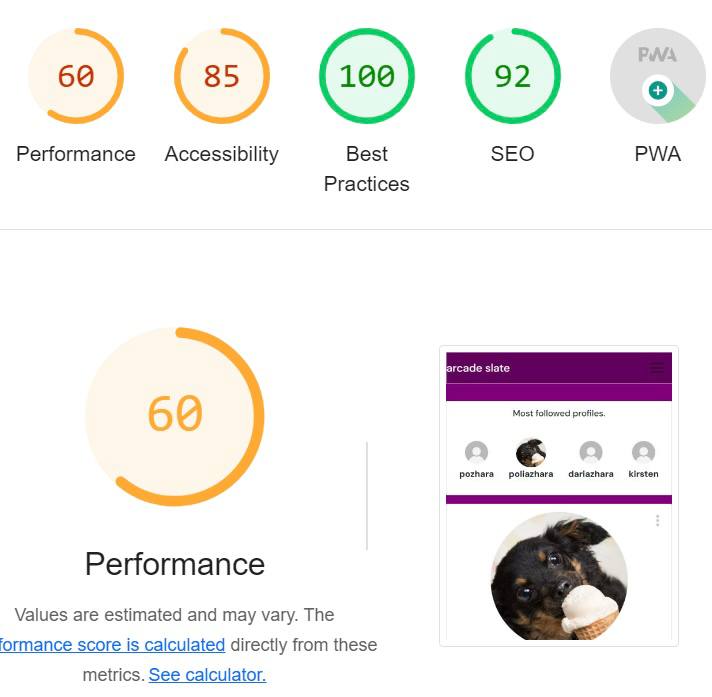 60 85 100 92 PWA
Performance Accessibility Best Practices SEO PWA
60
Performance
Values are estimated and may vary. The
formance score is calculated directly from these
metrics. See calculator.
arcade slate
Most followed profiles.
pozhara poliazhara dariazhara kirsten